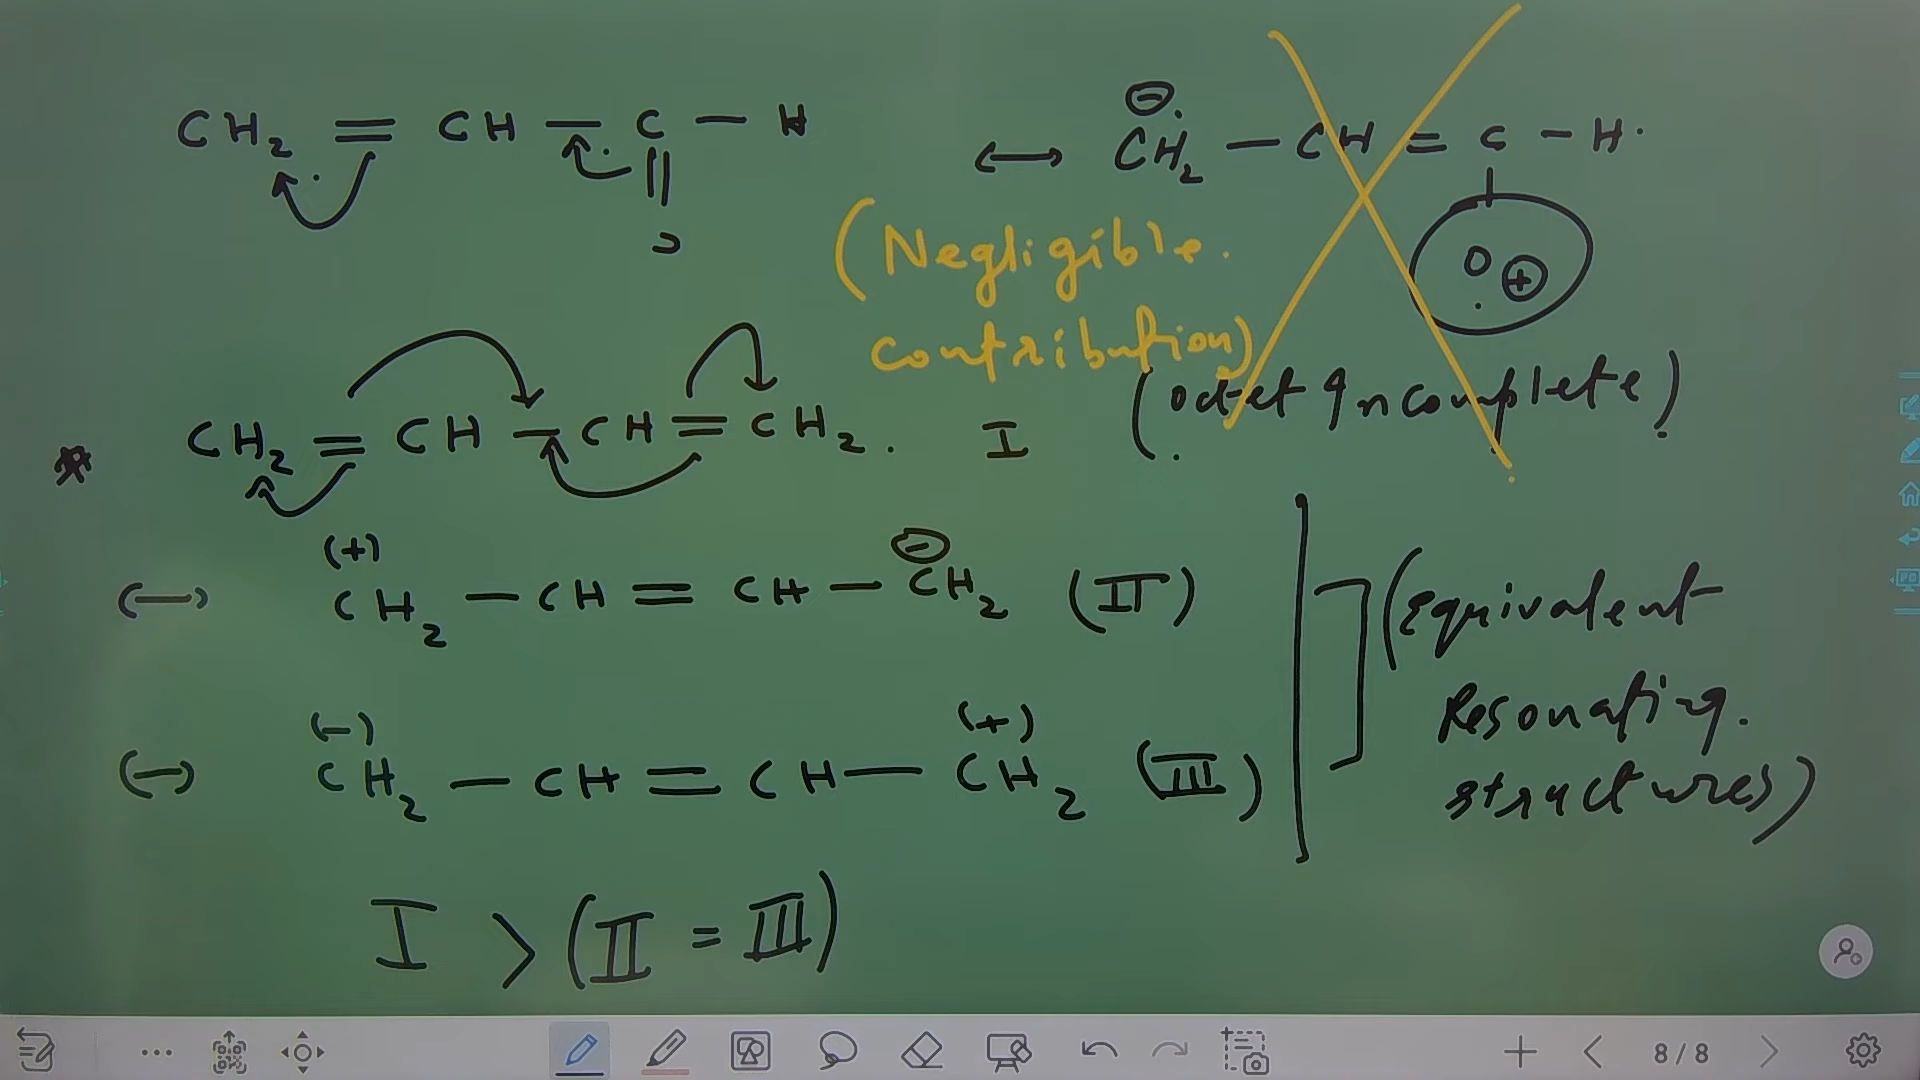 CH₂ = CH – C – H
||
O
↔ ⊖CH₂ – CH = C – H
|
O ⊕
(Negligible
contribution)
(octet Incomplete)
* CH₂ = CH – CH = CH₂. I
↔ (+)CH₂ – CH = CH – ⊖CH₂ (II)
↔ (–)CH₂ – CH = CH – (+)CH₂ (III)
(equivalent
Resonating.
structures)
I > (II = III)
8 / 8